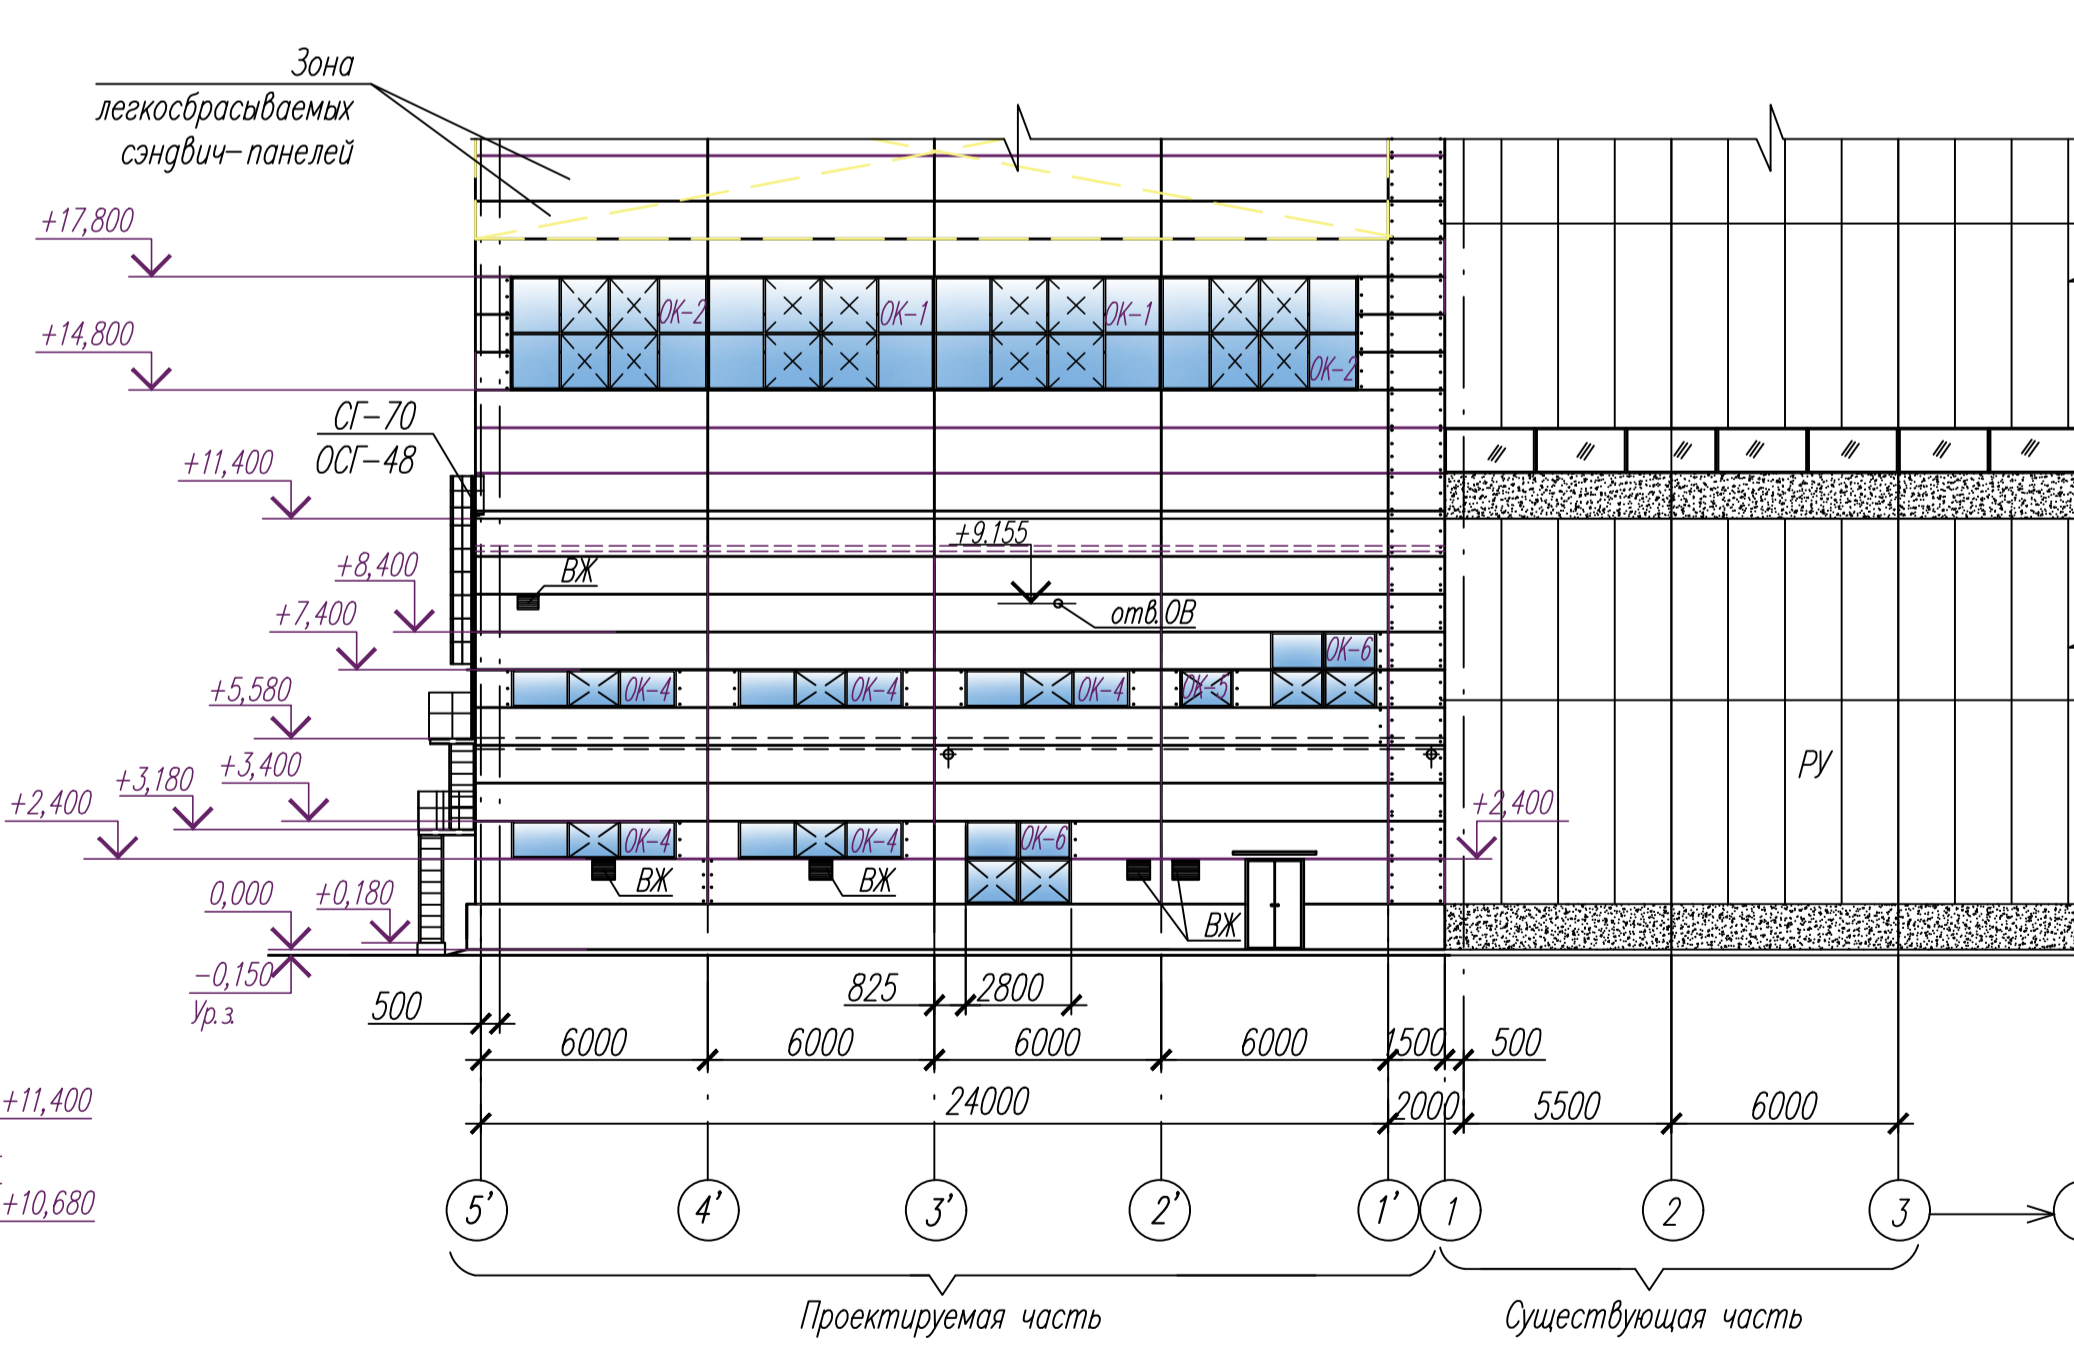 Зона
легкосбрасываемых
сэндвич-панелей
+17,800
+14,800
ОК-2
ОК-1
ОК-1
ОК-2
СГ-70
ОСГ-48
+11,400
+9.155
+8,400
ВЖ
+7,400
отв.ОВ
ОК-6
+5,580
ОК-4
ОК-4
ОК-4
ОК-5
+3,400
+3,180
+2,400
РУ
+2,400
ОК-4
ОК-4
ОК-6
ВЖ
ВЖ
ВЖ
0,000
+0,180
-0,150
Ур.з.
500
825
2800
6000
6000
6000
6000
1500
500
24000
2000
5500
6000
+11,400
+10,680
5'
4'
3'
2'
1'
1
2
3
Проектируемая часть
Существующая часть